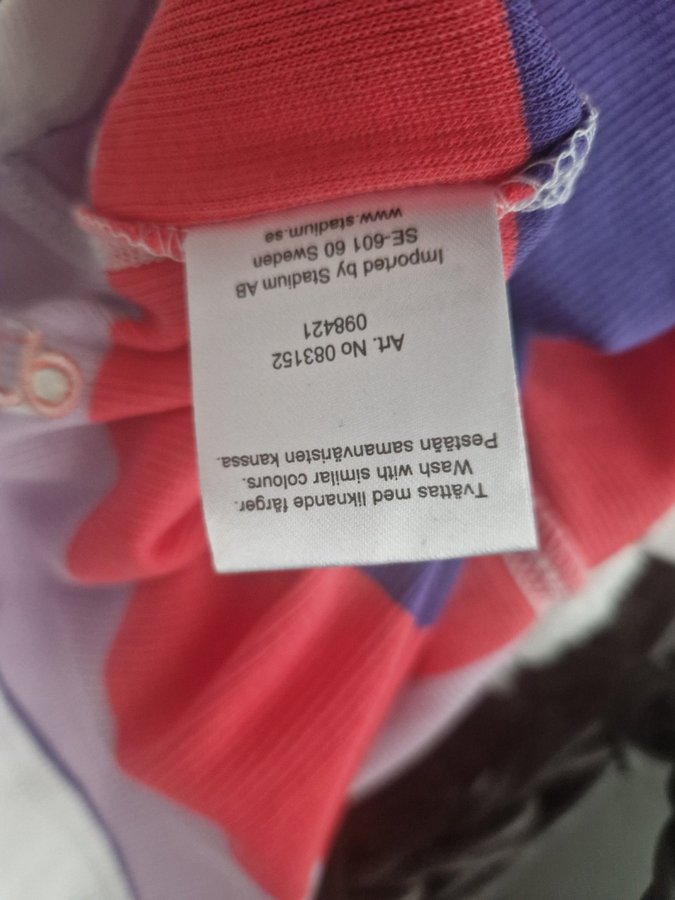 Tvättas med liknande färger.
Wash with similar colours.
Pestään samanväristen kanssa.
Art. No 083152
098421
Imported by Stadium AB
SE-601 60 Sweden
www.stadium.se